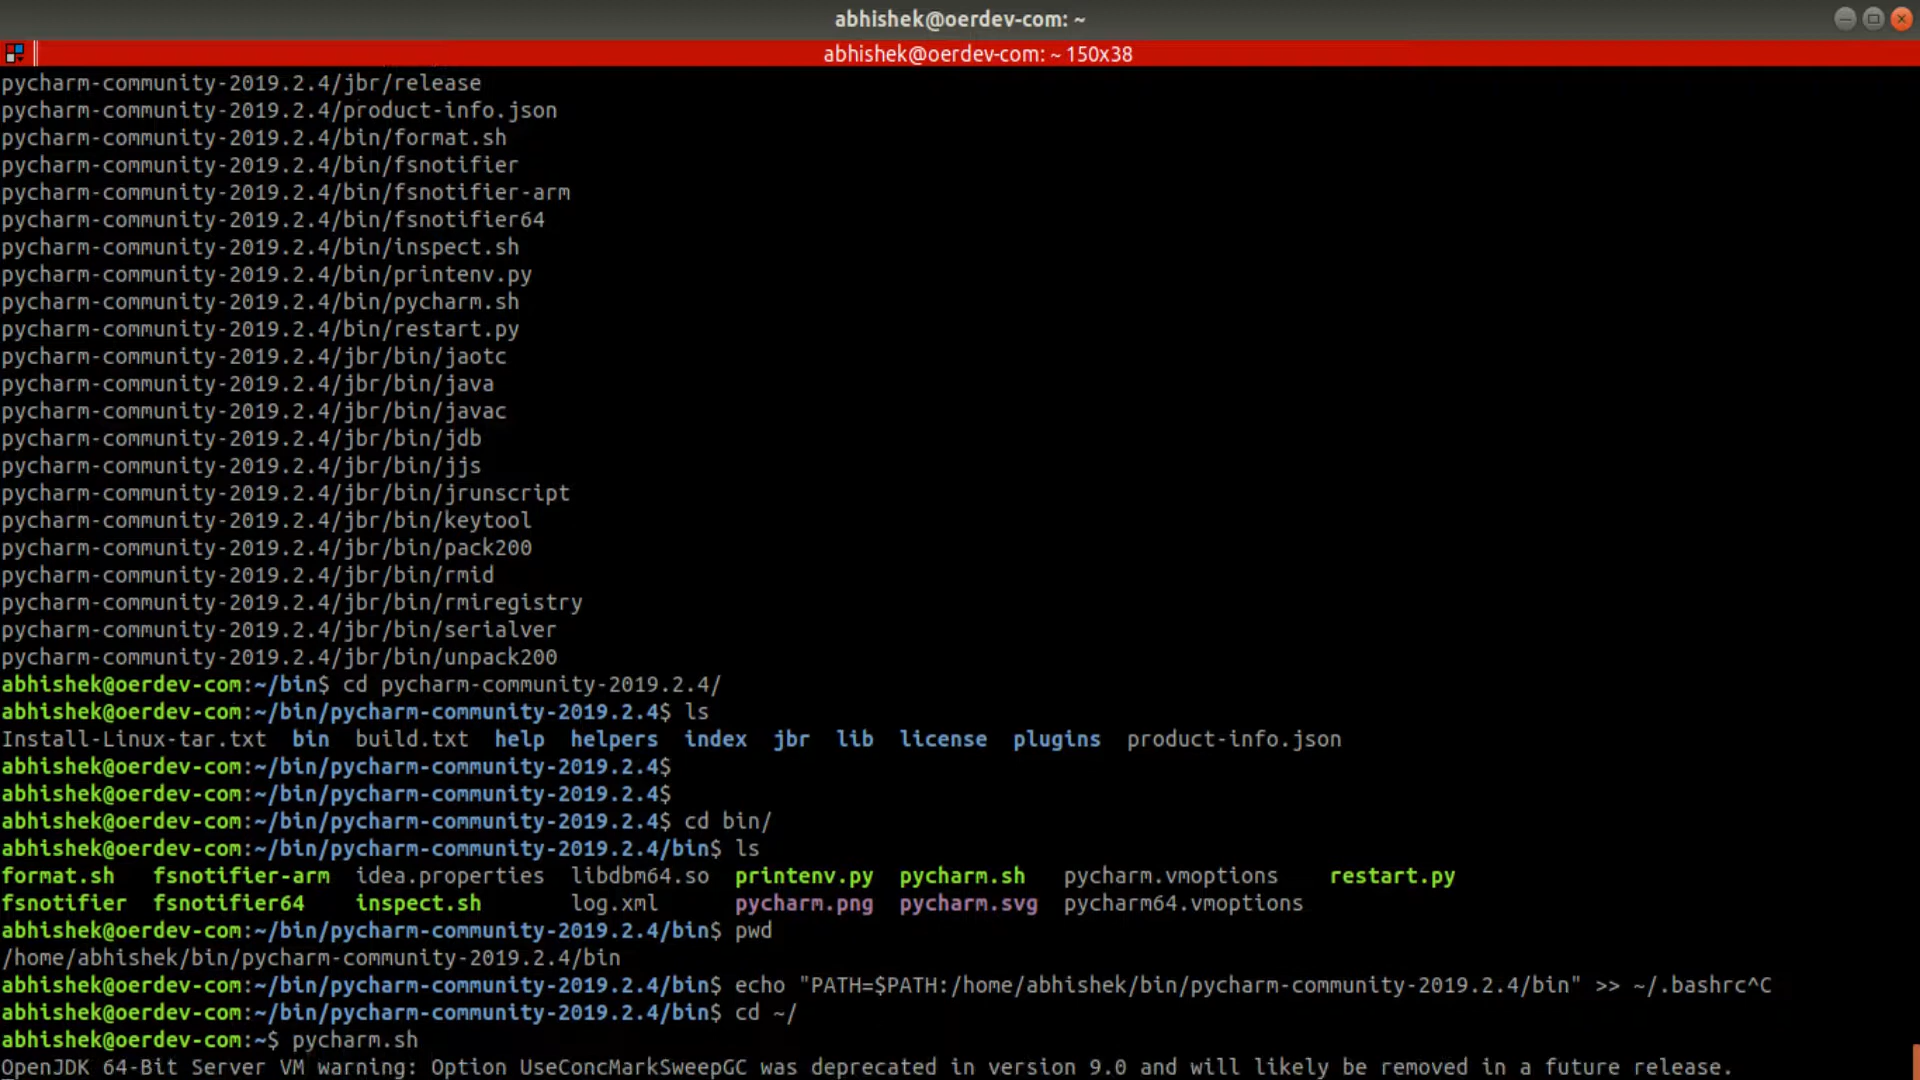 abhishek@oerdev-com: ~
abhishek@oerdev-com: ~ 150x38
pycharm-community-2019.2.4/jbr/release
pycharm-community-2019.2.4/product-info.json
pycharm-community-2019.2.4/bin/format.sh
pycharm-community-2019.2.4/bin/fsnotifier
pycharm-community-2019.2.4/bin/fsnotifier-arm
pycharm-community-2019.2.4/bin/fsnotifier64
pycharm-community-2019.2.4/bin/inspect.sh
pycharm-community-2019.2.4/bin/printenv.py
pycharm-community-2019.2.4/bin/pycharm.sh
pycharm-community-2019.2.4/bin/restart.py
pycharm-community-2019.2.4/jbr/bin/jaotc
pycharm-community-2019.2.4/jbr/bin/java
pycharm-community-2019.2.4/jbr/bin/javac
pycharm-community-2019.2.4/jbr/bin/jdb
pycharm-community-2019.2.4/jbr/bin/jjs
pycharm-community-2019.2.4/jbr/bin/jrunscript
pycharm-community-2019.2.4/jbr/bin/keytool
pycharm-community-2019.2.4/jbr/bin/pack200
pycharm-community-2019.2.4/jbr/bin/rmid
pycharm-community-2019.2.4/jbr/bin/rmiregistry
pycharm-community-2019.2.4/jbr/bin/serialver
pycharm-community-2019.2.4/jbr/bin/unpack200
abhishek@oerdev-com:~/bin$ cd pycharm-community-2019.2.4/
abhishek@oerdev-com:~/bin/pycharm-community-2019.2.4$ ls
Install-Linux-tar.txt  bin  build.txt  help  helpers  index  jbr  lib  license  plugins  product-info.json
abhishek@oerdev-com:~/bin/pycharm-community-2019.2.4$
abhishek@oerdev-com:~/bin/pycharm-community-2019.2.4$
abhishek@oerdev-com:~/bin/pycharm-community-2019.2.4$ cd bin/
abhishek@oerdev-com:~/bin/pycharm-community-2019.2.4/bin$ ls
format.sh   fsnotifier-arm  idea.properties  libdbm64.so  printenv.py  pycharm.sh   pycharm.vmoptions    restart.py
fsnotifier  fsnotifier64    inspect.sh       log.xml      pycharm.png  pycharm.svg  pycharm64.vmoptions
abhishek@oerdev-com:~/bin/pycharm-community-2019.2.4/bin$ pwd
/home/abhishek/bin/pycharm-community-2019.2.4/bin
abhishek@oerdev-com:~/bin/pycharm-community-2019.2.4/bin$ echo "PATH=$PATH:/home/abhishek/bin/pycharm-community-2019.2.4/bin" >> ~/.bashrc^C
abhishek@oerdev-com:~/bin/pycharm-community-2019.2.4/bin$ cd ~/
abhishek@oerdev-com:~$ pycharm.sh
OpenJDK 64-Bit Server VM warning: Option UseConcMarkSweepGC was deprecated in version 9.0 and will likely be removed in a future release.